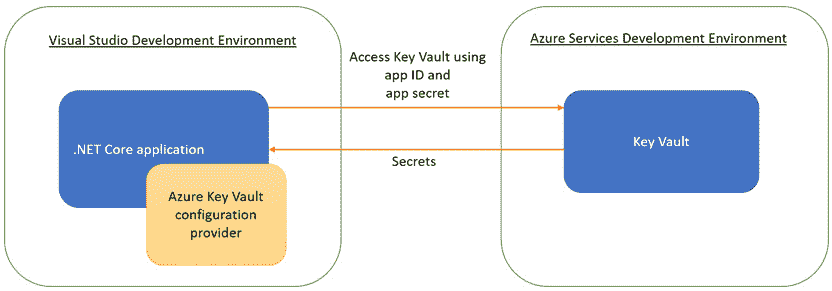 Visual Studio Development Environment
Azure Services Development Environment
Access Key Vault using
app ID and
app secret
.NET Core application
Key Vault
Secrets
Azure Key Vault
configuration
provider